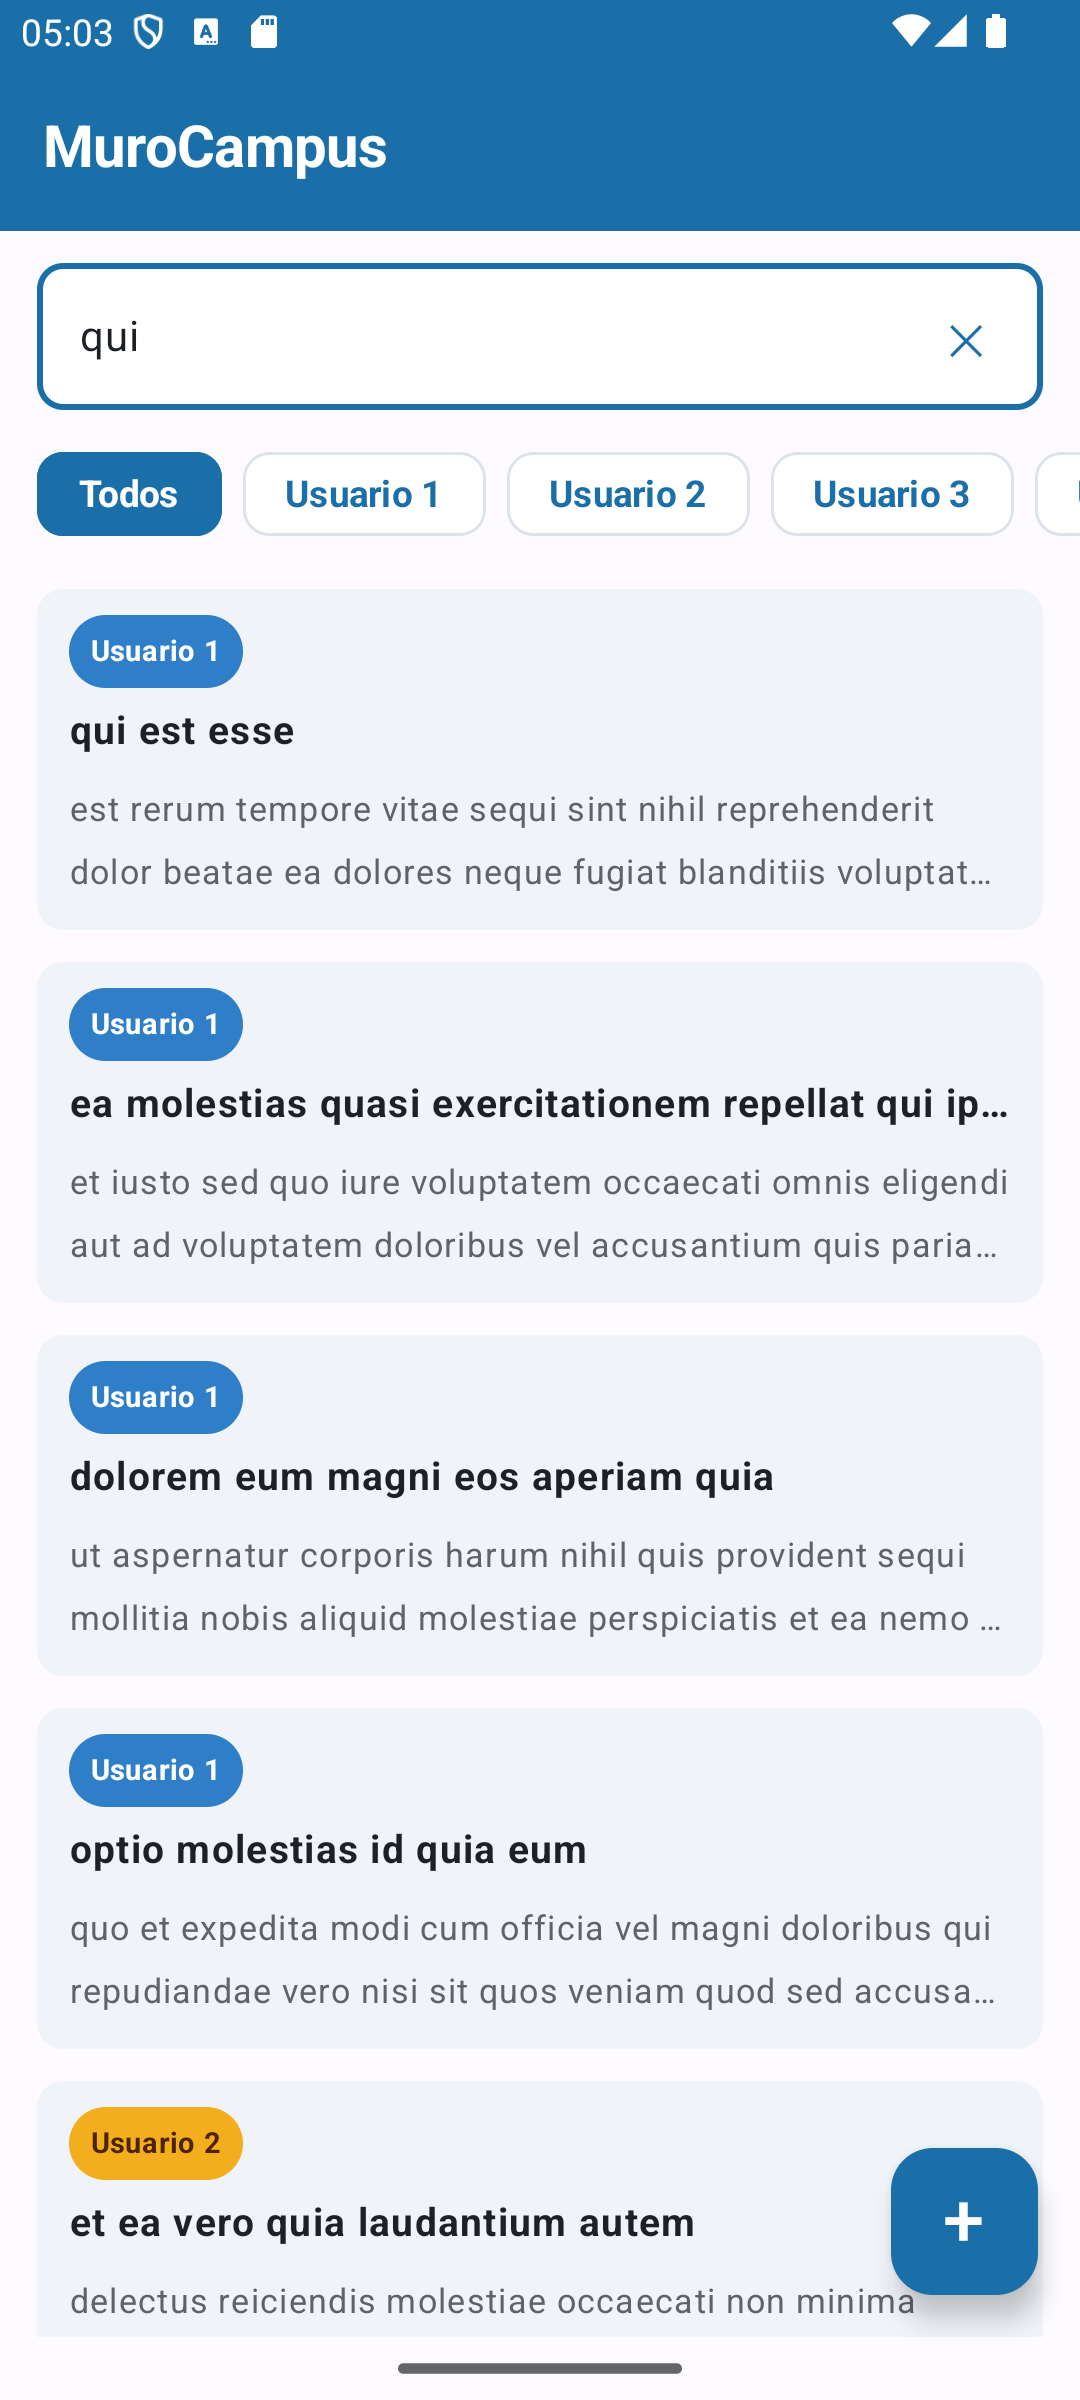 05:03
MuroCampus
qui
Todos
Usuario 1
Usuario 2
Usuario 3
Usuario 1
qui est esse
est rerum tempore vitae sequi sint nihil reprehenderit
dolor beatae ea dolores neque fugiat blanditiis voluptat...
Usuario 1
ea molestias quasi exercitationem repellat qui ip...
et iusto sed quo iure voluptatem occaecati omnis eligendi
aut ad voluptatem doloribus vel accusantium quis paria...
Usuario 1
dolorem eum magni eos aperiam quia
ut aspernatur corporis harum nihil quis provident sequi
mollitia nobis aliquid molestiae perspiciatis et ea nemo ...
Usuario 1
optio molestias id quia eum
quo et expedita modi cum officia vel magni doloribus qui
repudiandae vero nisi sit quos veniam quod sed accusa...
Usuario 2
et ea vero quia laudantium autem
delectus reiciendis molestiae occaecati non minima
+